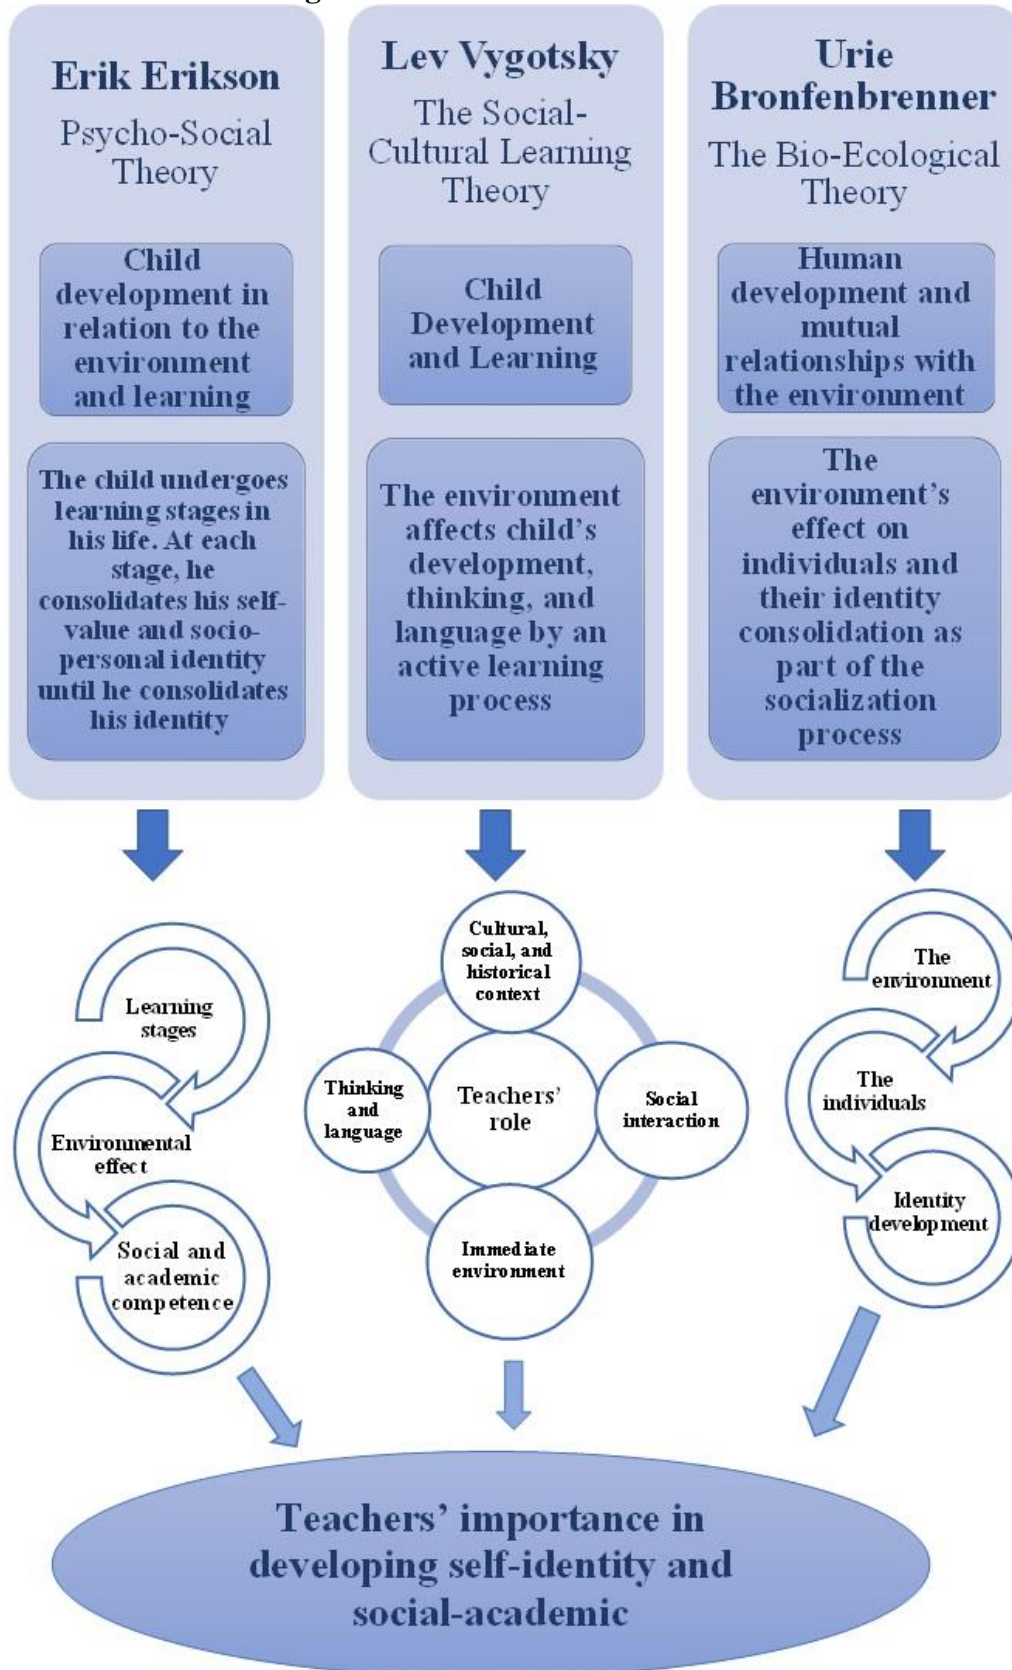 Erik Erikson
Psycho-Social
Theory
Child
development in
relation to the
environment
and learning
The child undergoes
learning stages in
his life. At each
stage, he
consolidates his self-
value and socio-
personal identity
until he consolidates
his identity
Lev Vygotsky
The Social-
Cultural Learning
Theory
Child
Development
and Learning
The environment
affects child's
development,
thinking, and
language by an
active learning
process
Urie
Bronfenbrenner
The Bio-Ecological
Theory
Human
development and
mutual
relationships with
the environment
The
environment's
effect on
individuals and
their identity
consolidation as
part of the
socialization
process
Learning
stages
Environmental
effect
Social and
academic
competence
Cultural,
social, and
historical
context
Thinking
and
language
Teachers'
role
Social
interaction
Immediate
environment
The
environment
The
individuals
Identity
development
Teachers' importance in
developing self-identity and
social-academic